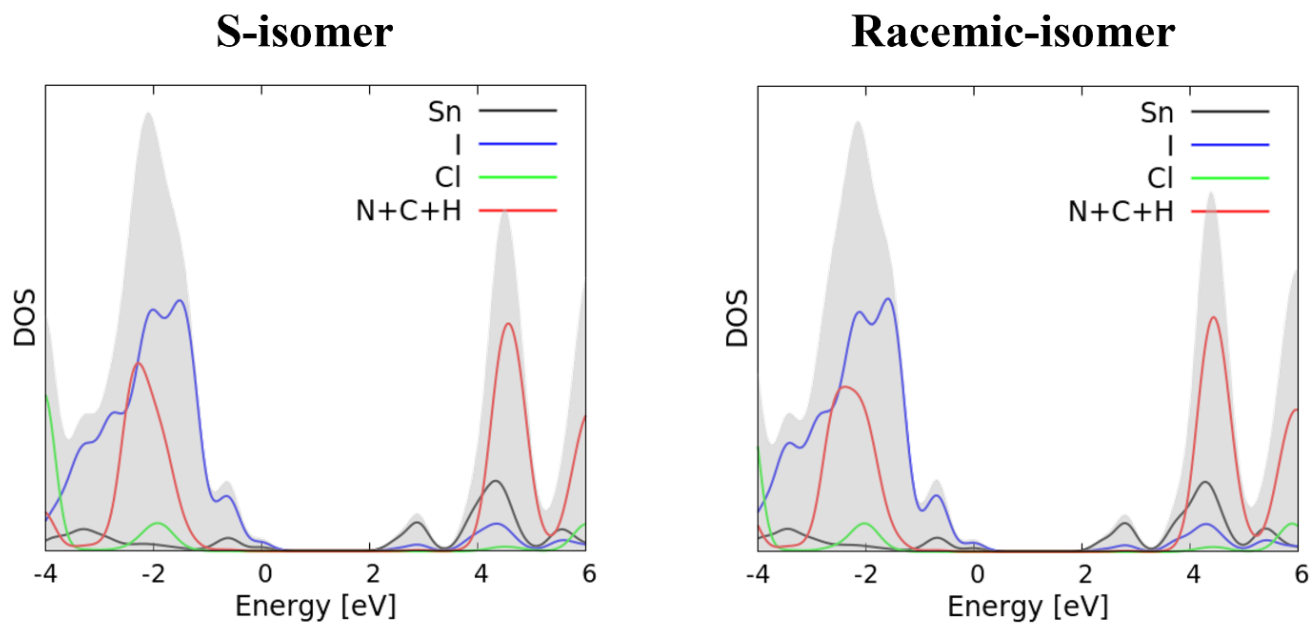 S-isomer
Sn
I
Cl
N+C+H
DOS
-4 -2 0 2 4 6
Energy [eV]
Racemic-isomer
Sn
I
Cl
N+C+H
DOS
-4 -2 0 2 4 6
Energy [eV]